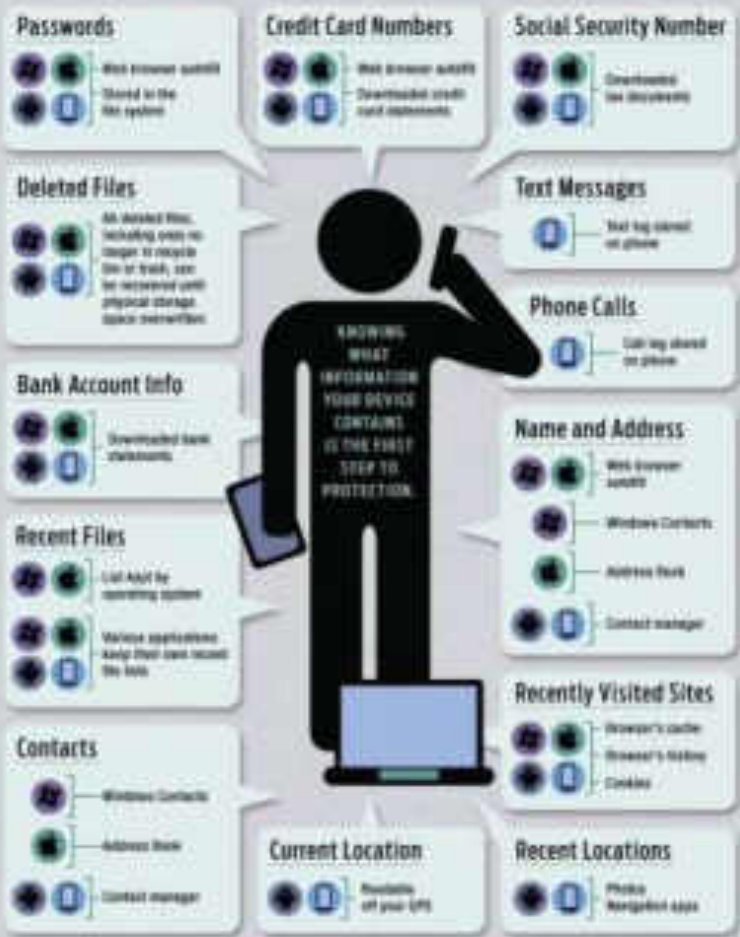 Passwords
Web browser autofill
Stored in the
file system
Credit Card Numbers
Web browser autofill
Downloaded credit
card statements
Social Security Number
Downloaded
tax documents
Deleted Files
All deleted files,
including ones no
longer in recycle
bin or trash, can
be recovered until
physical storage
space overwritten
Text Messages
Text log stored
on phone
Phone Calls
Call log stored
on phone
KNOWING
WHAT
INFORMATION
YOUR DEVICE
CONTAINS
IS THE FIRST
STEP TO
PROTECTION.
Bank Account Info
Downloaded bank
statements
Name and Address
Web browser
autofill
Windows Contacts
Address Book
Contact manager
Recent Files
List kept by
operating system
Various applications
keep their own recent
file lists
Recently Visited Sites
Browser's cache
Browser's history
Cookies
Contacts
Windows Contacts
Address Book
Contact manager
Current Location
Readable
off your GPS
Recent Locations
Photos
Navigation apps